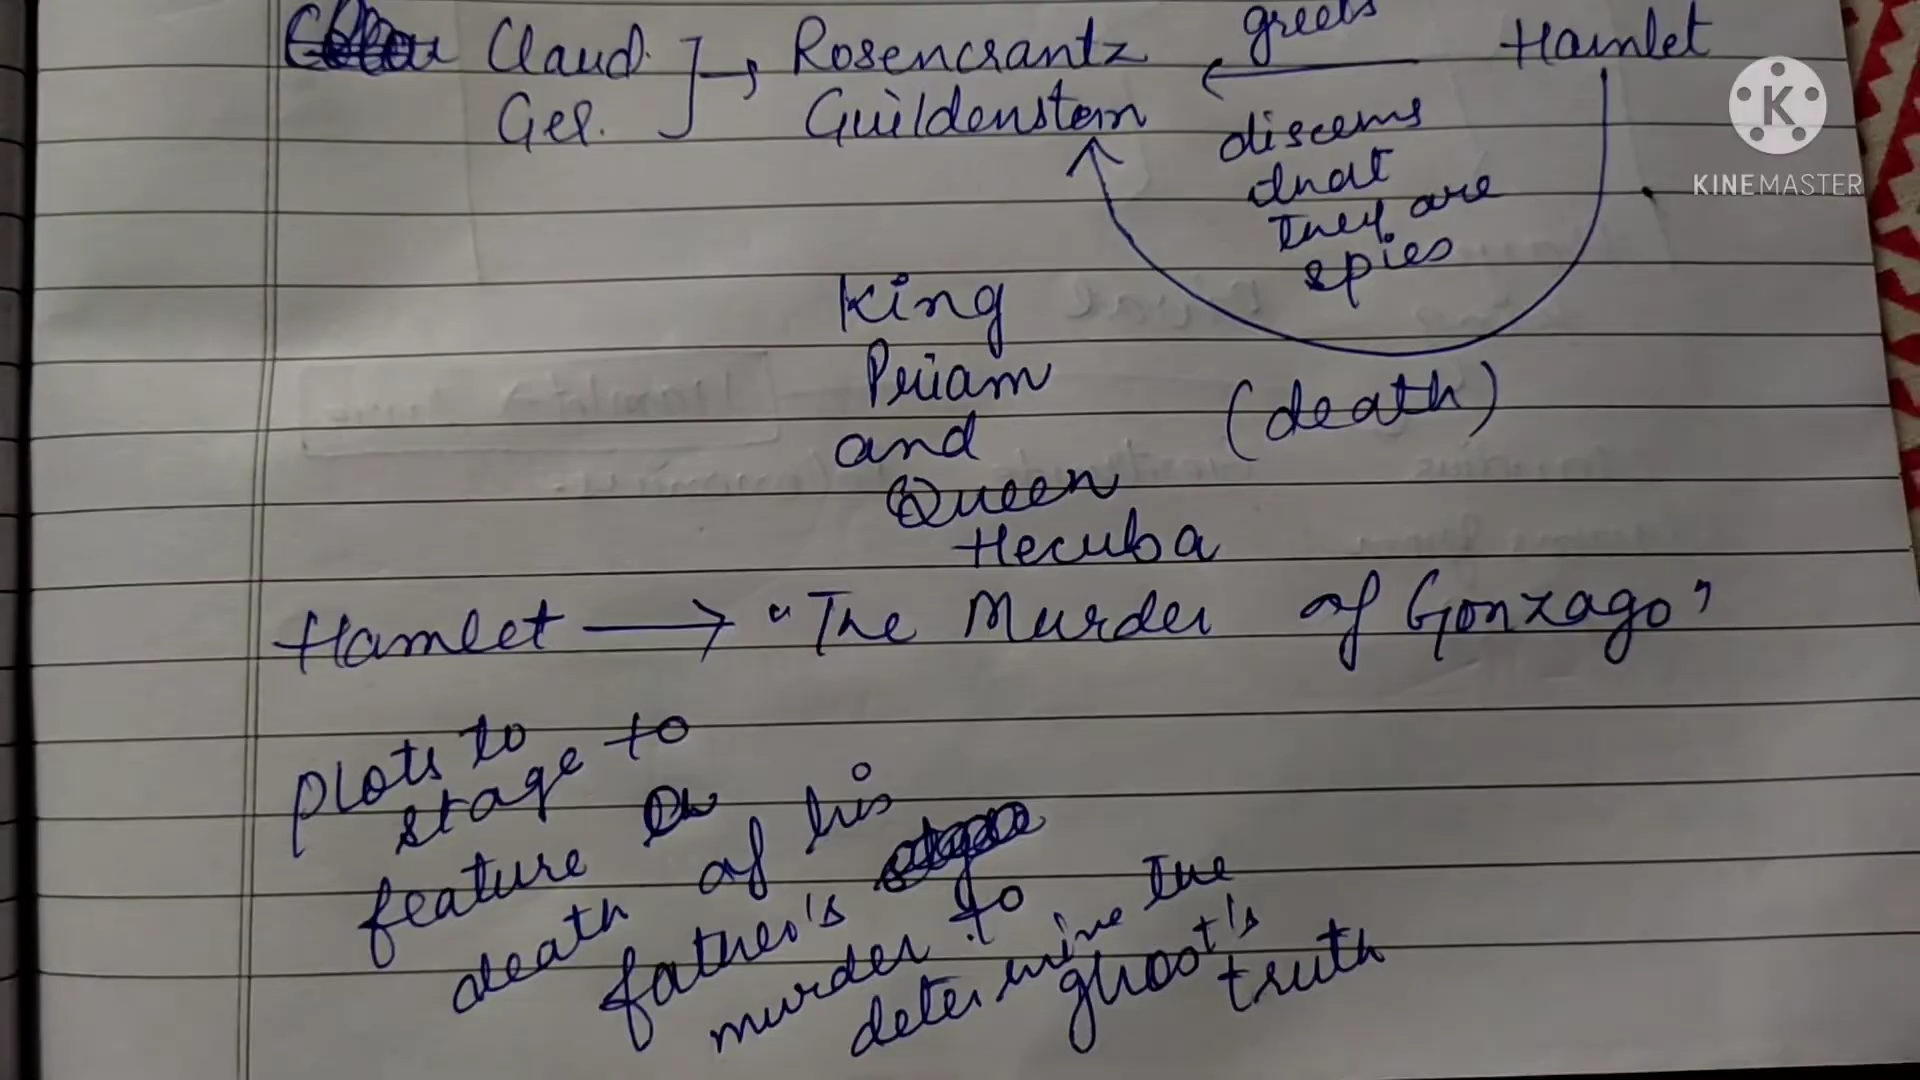 Claud. ] → Rosencrantz ← greets Hamlet
Ger. Guildenstern
discerns
that
they are
spies
King
Priam
and
Queen
Hecuba
(death)
Hamlet → "The Murder of Gonzago"
plots to
stage to
feature a
death of his
father's
murder to
determine the
ghost's
truth
K
KINEMASTER